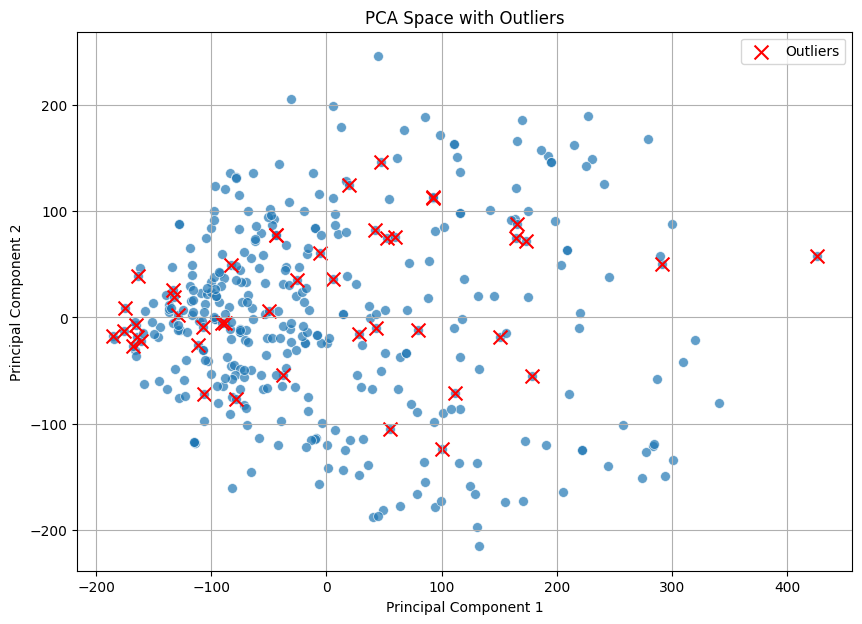 PCA Space with Outliers
Outliers
Principal Component 2
200
100
0
−100
−200
−200 −100 0 100 200 300 400
Principal Component 1